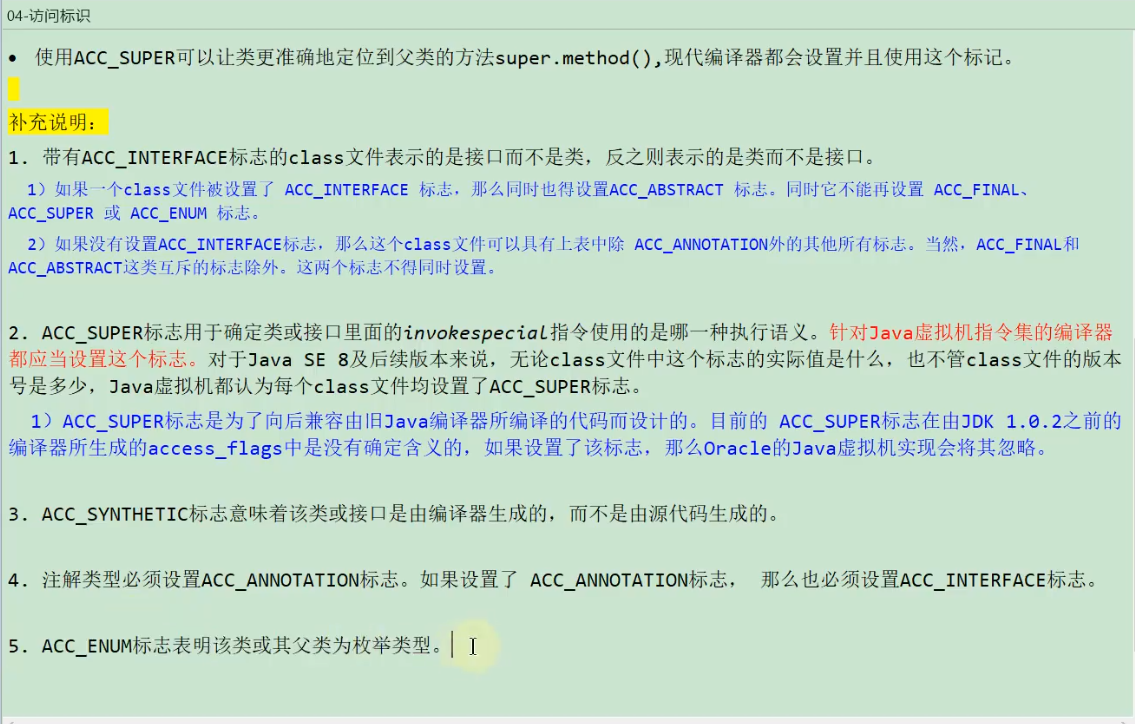 04-访问标识
• 使用ACC_SUPER可以让类更准确地定位到父类的方法super.method(),现代编译器都会设置并且使用这个标记。
补充说明：
1. 带有ACC_INTERFACE标志的class文件表示的是接口而不是类，反之则表示的是类而不是接口。
1）如果一个class文件被设置了 ACC_INTERFACE 标志，那么同时也得设置ACC_ABSTRACT 标志。同时它不能再设置 ACC_FINAL、
ACC_SUPER 或 ACC_ENUM 标志。
2）如果没有设置ACC_INTERFACE标志，那么这个class文件可以具有上表中除 ACC_ANNOTATION外的其他所有标志。当然，ACC_FINAL和
ACC_ABSTRACT这类互斥的标志除外。这两个标志不得同时设置。
2. ACC_SUPER标志用于确定类或接口里面的invokespecial指令使用的是哪一种执行语义。针对Java虚拟机指令集的编译器
都应当设置这个标志。对于Java SE 8及后续版本来说，无论class文件中这个标志的实际值是什么，也不管class文件的版本
号是多少，Java虚拟机都认为每个class文件均设置了ACC_SUPER标志。
1）ACC_SUPER标志是为了向后兼容由旧Java编译器所编译的代码而设计的。目前的 ACC_SUPER标志在由JDK 1.0.2之前的
编译器所生成的access_flags中是没有确定含义的，如果设置了该标志，那么Oracle的Java虚拟机实现会将其忽略。
3. ACC_SYNTHETIC标志意味着该类或接口是由编译器生成的，而不是由源代码生成的。
4. 注解类型必须设置ACC_ANNOTATION标志。如果设置了 ACC_ANNOTATION标志， 那么也必须设置ACC_INTERFACE标志。
5. ACC_ENUM标志表明该类或其父类为枚举类型。